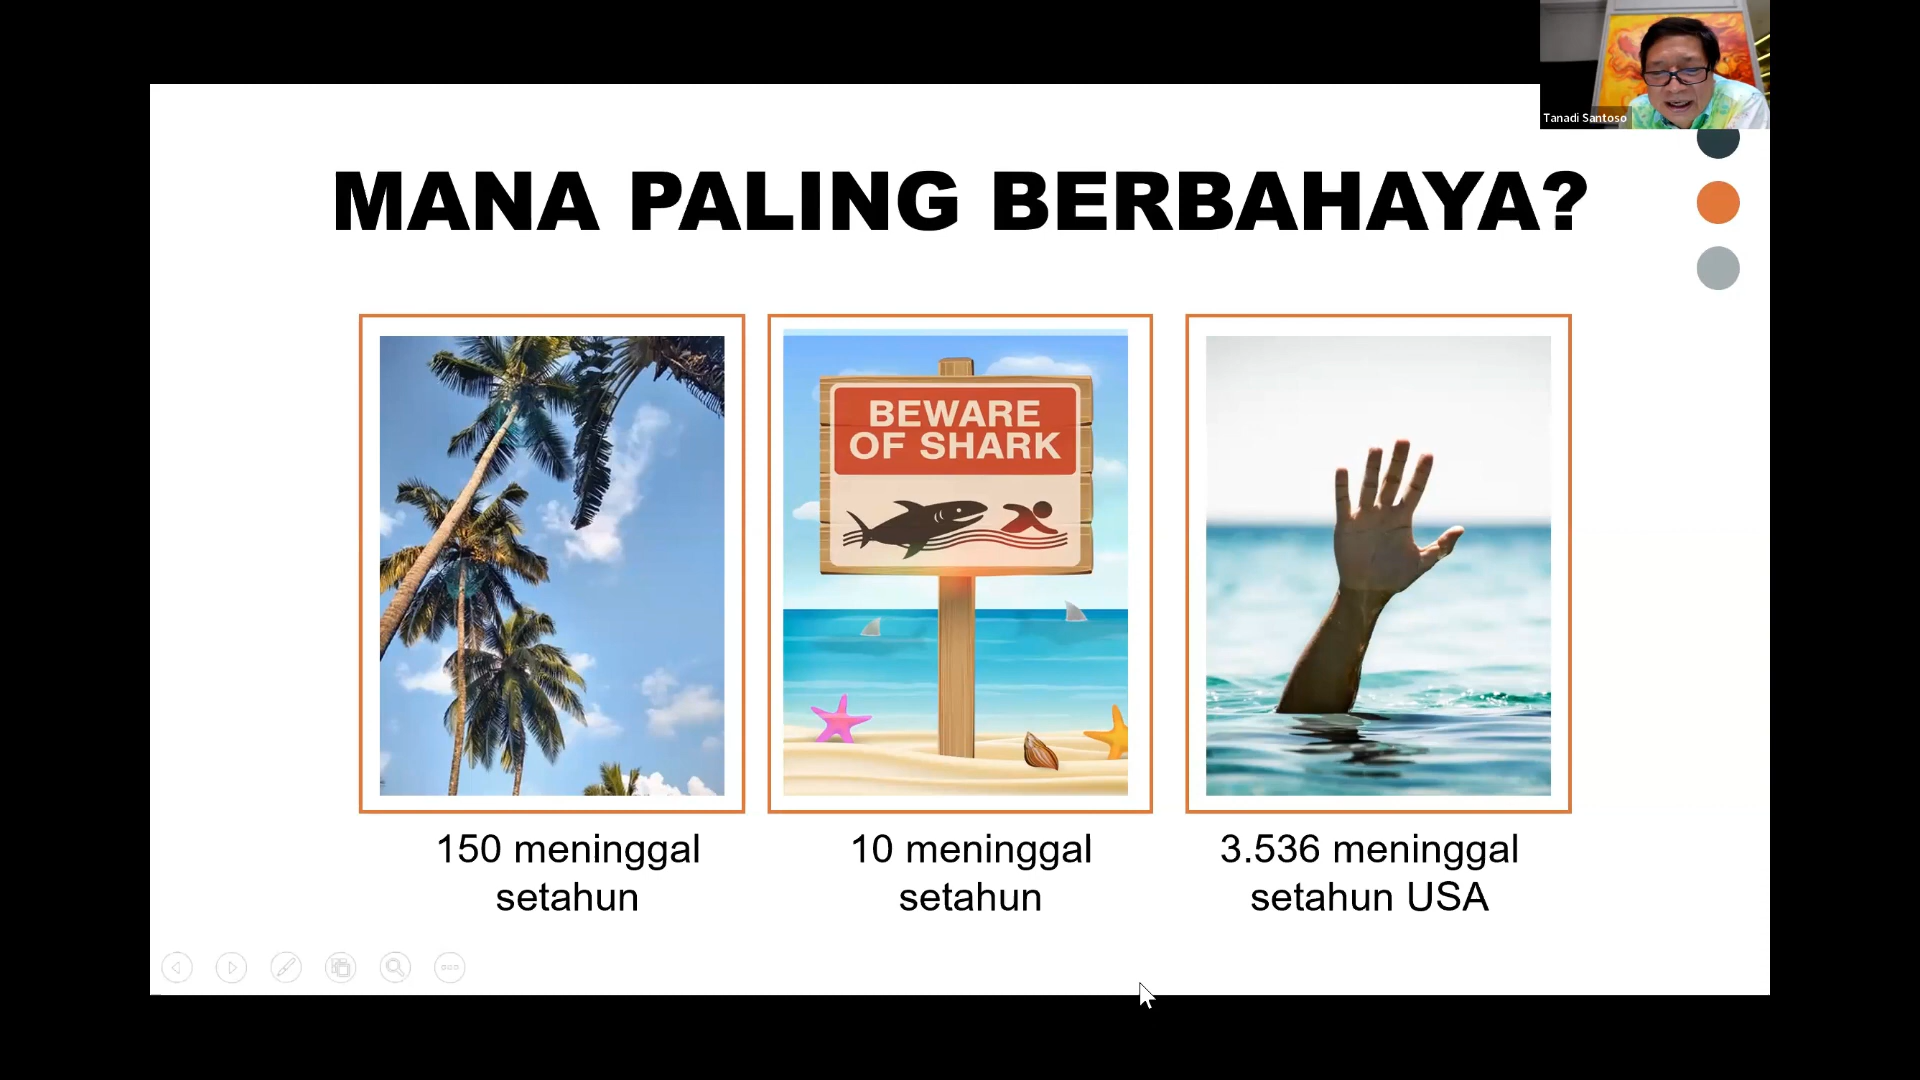 Tanadi Santoso
MANA PALING BERBAHAYA?
BEWARE
OF SHARK
150 meninggal
setahun
10 meninggal
setahun
3.536 meninggal
setahun USA